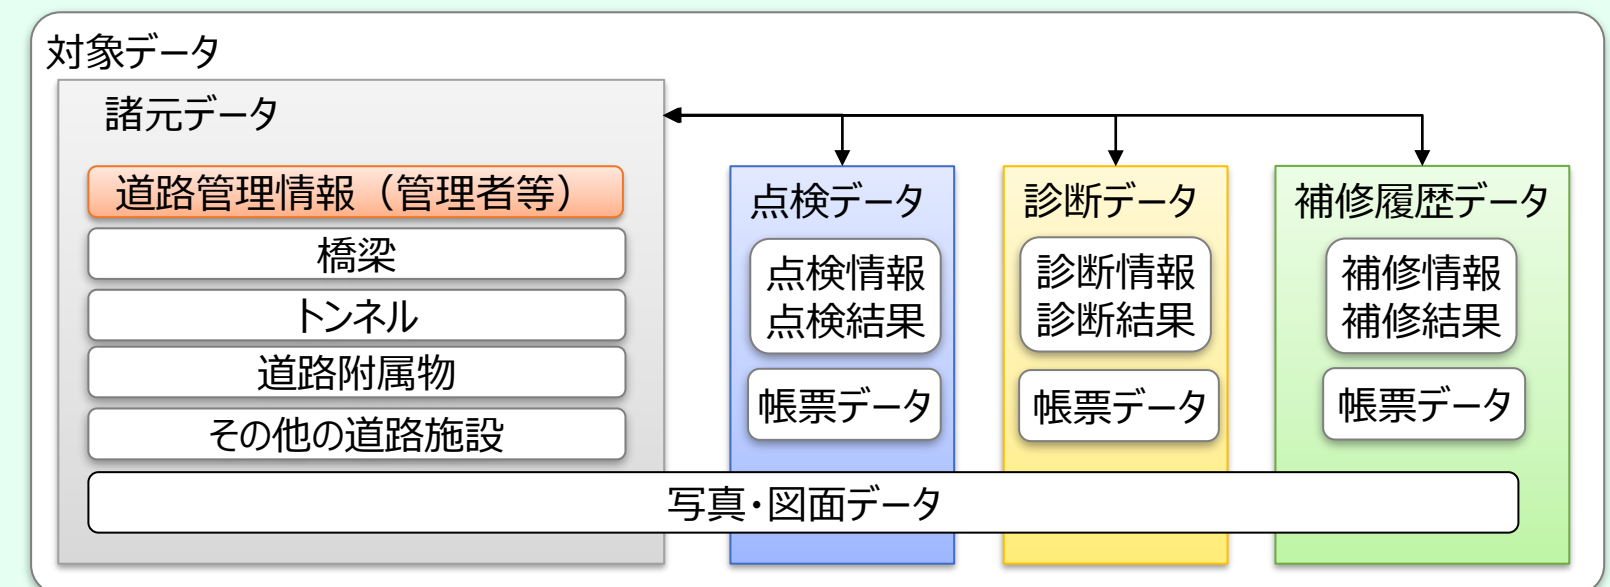 対象データ
諸元データ
道路管理情報（管理者等）
橋梁
トンネル
道路附属物
その他の道路施設
点検データ
点検情報
点検結果
帳票データ
診断データ
診断情報
診断結果
帳票データ
補修履歴データ
補修情報
補修結果
帳票データ
写真・図面データ